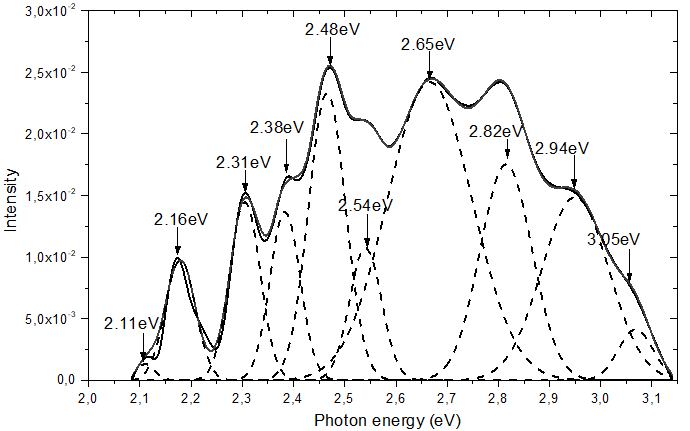 3,0x10⁻²
2,5x10⁻²
2,0x10⁻²
1,5x10⁻²
1,0x10⁻²
5,0x10⁻³
0,0
Intensity
2.11eV
2.16eV
2.31eV
2.38eV
2.48eV
2.54eV
2.65eV
2.82eV
2.94eV
3.05eV
2,0 2,1 2,2 2,3 2,4 2,5 2,6 2,7 2,8 2,9 3,0 3,1
Photon energy (eV)